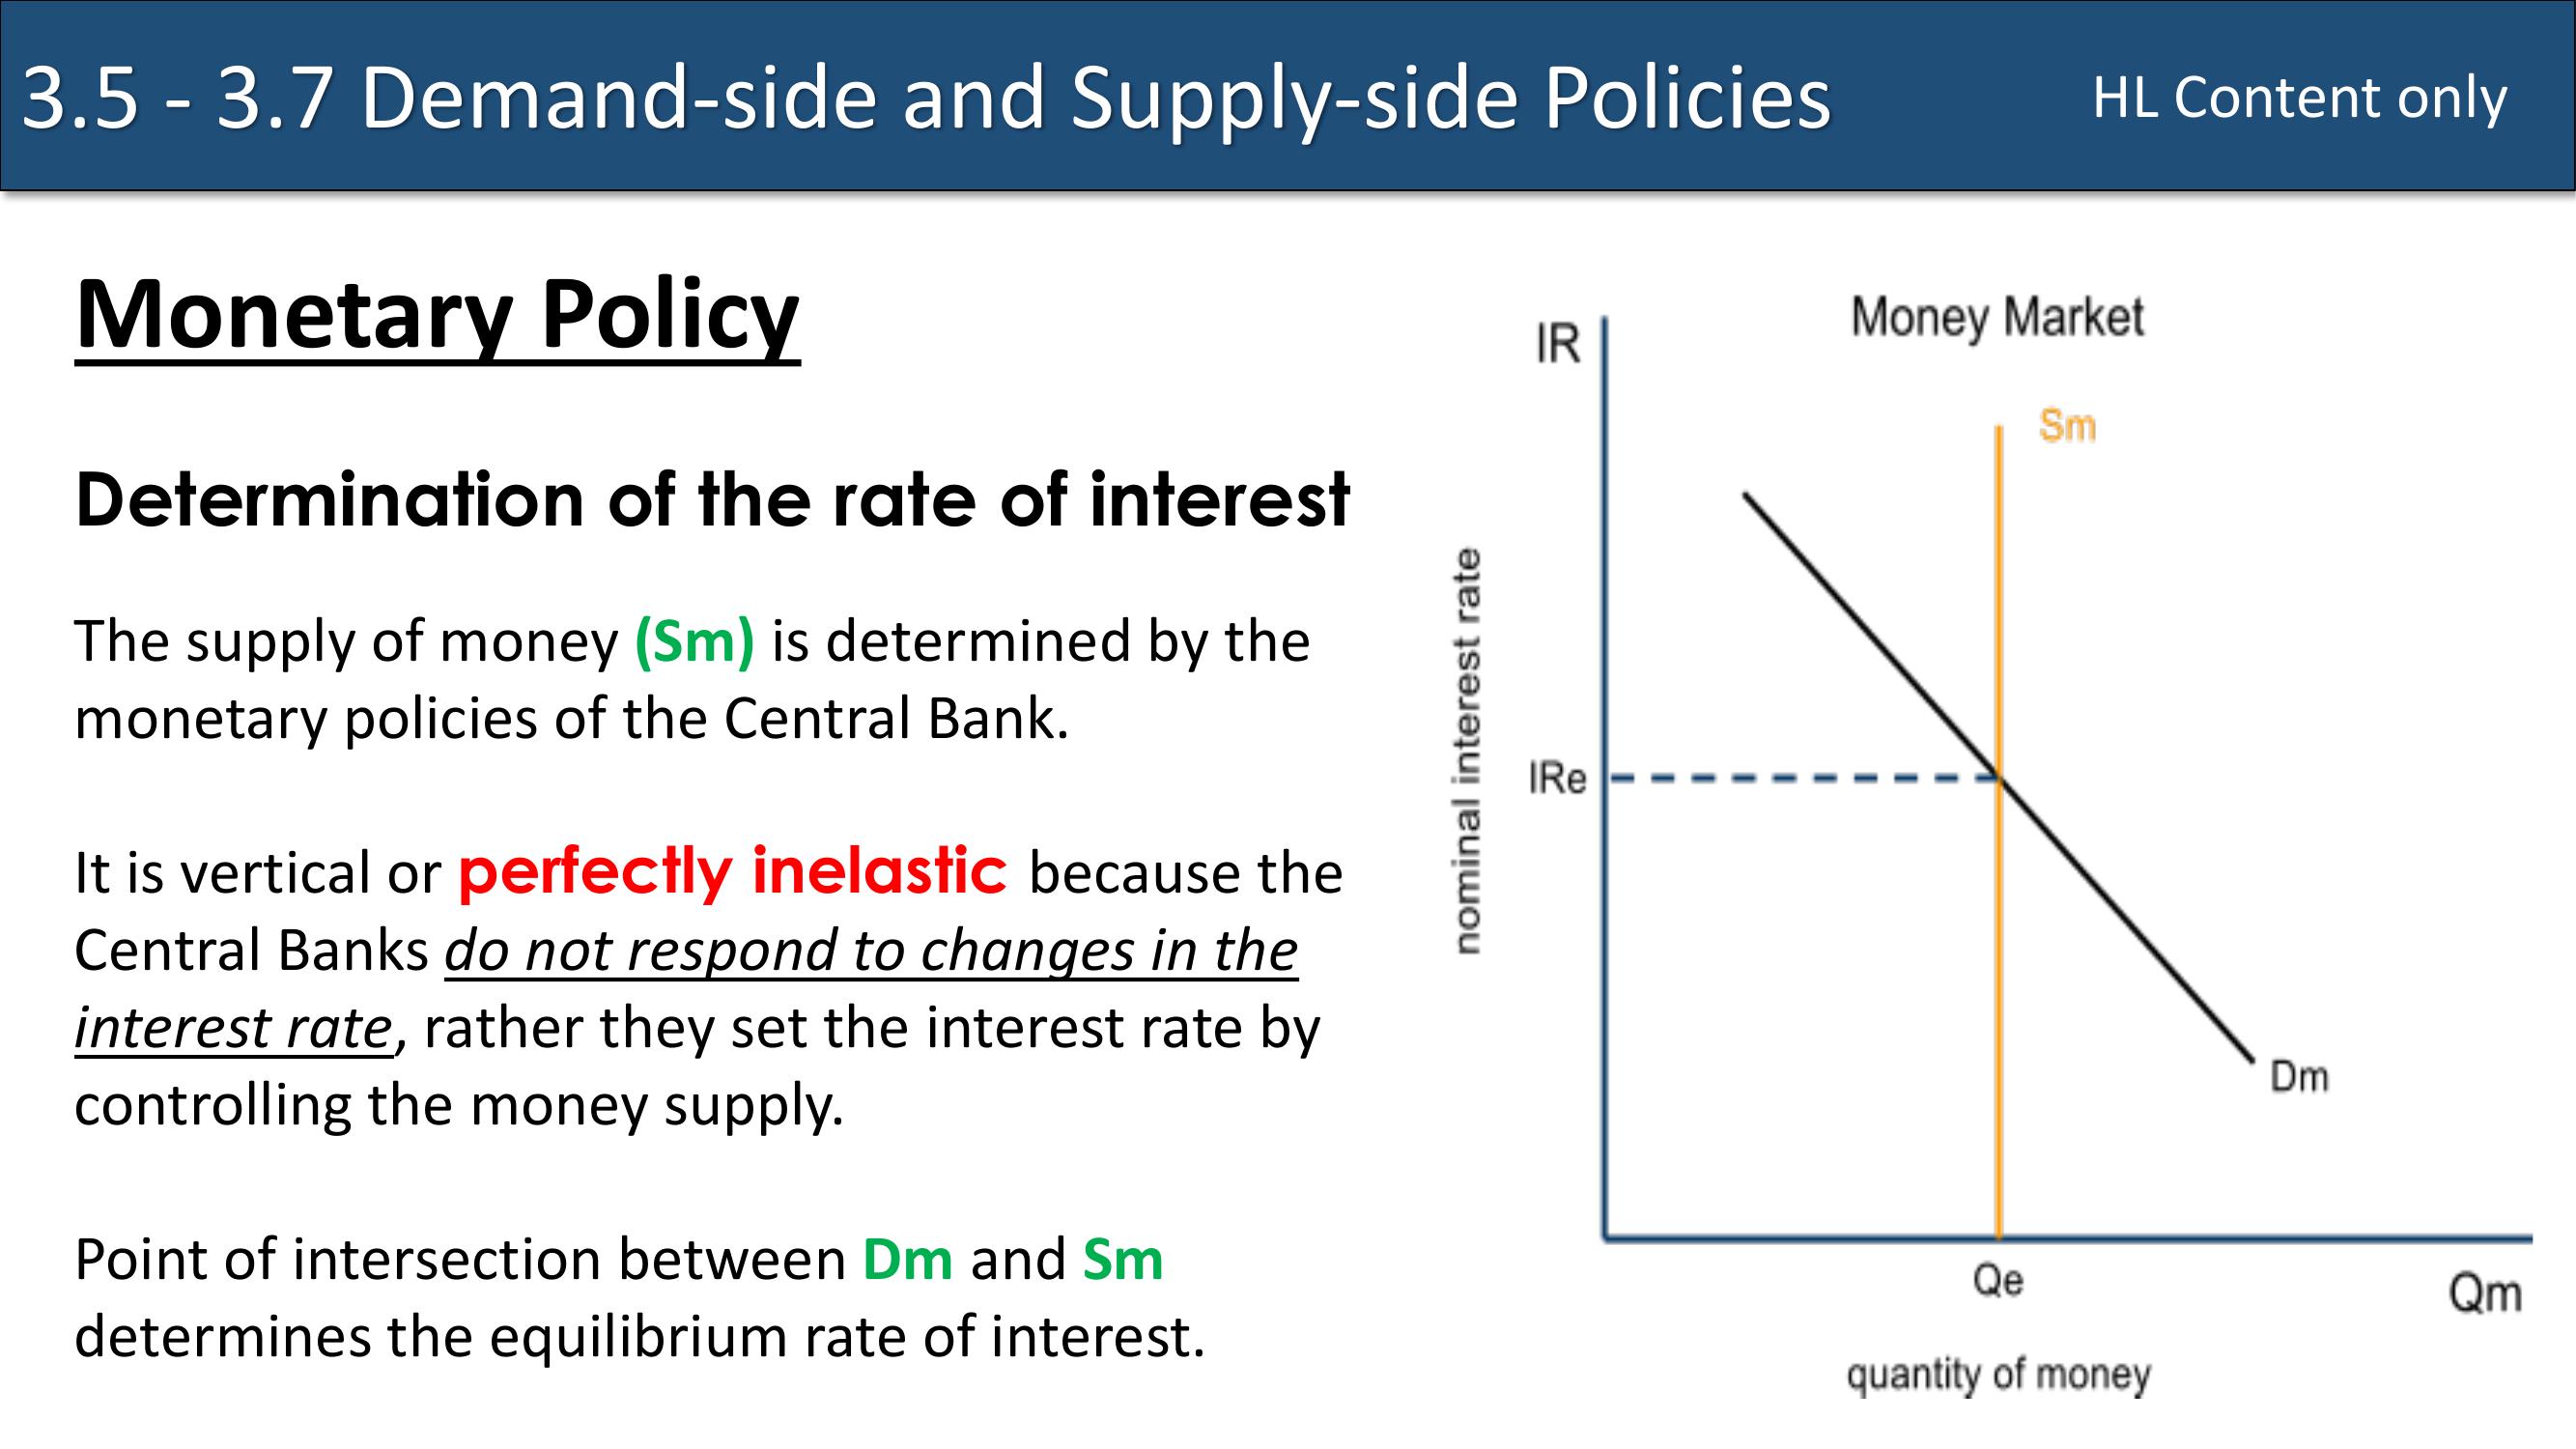 3.5 - 3.7 Demand-side and Supply-side Policies
HL Content only
Monetary Policy
Determination of the rate of interest
The supply of money (Sm) is determined by the
monetary policies of the Central Bank.
It is vertical or perfectly inelastic because the
Central Banks do not respond to changes in the
interest rate, rather they set the interest rate by
controlling the money supply.
Point of intersection between Dm and Sm
determines the equilibrium rate of interest.
Money Market
IR
Sm
nominal interest rate
IRe
Dm
Qe
Qm
quantity of money